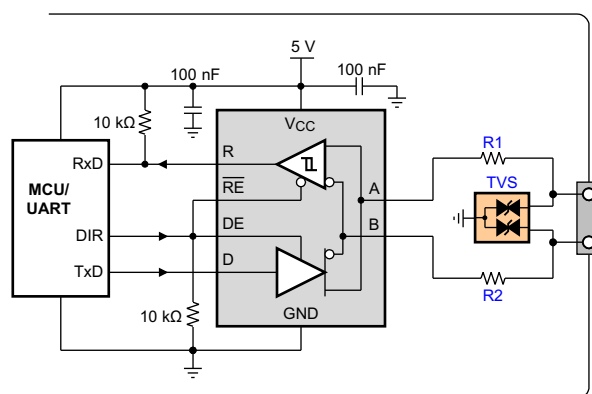 5 V
100 nF
100 nF
10 kΩ
VCC
RxD
R
R1
MCU/
UART
RE
A
TVS
DIR
DE
B
TxD
D
10 kΩ
GND
R2